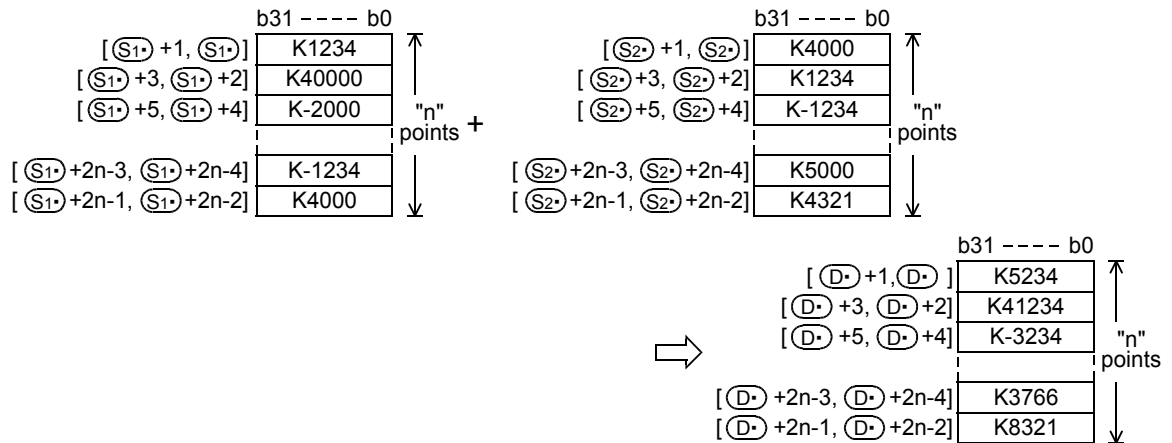 b31 ---- b0 b31 ---- b0
[S1• +1, S1•] K1234 [S2• +1, S2•] K4000
[S1• +3, S1• +2] K40000 [S2• +3, S2• +2] K1234
[S1• +5, S1• +4] K-2000 "n" points + [S2• +5, S2• +4] K-1234 "n" points
[S1• +2n-3, S1• +2n-4] K-1234 [S2• +2n-3, S2• +2n-4] K5000
[S1• +2n-1, S1• +2n-2] K4000 [S2• +2n-1, S2• +2n-2] K4321
b31 ---- b0
[D• +1,D• ] K5234
[D• +3, D• +2] K41234
[D• +5, D• +4] K-3234 "n" points
[D• +2n-3, D• +2n-4] K3766
[D• +2n-1, D• +2n-2] K8321